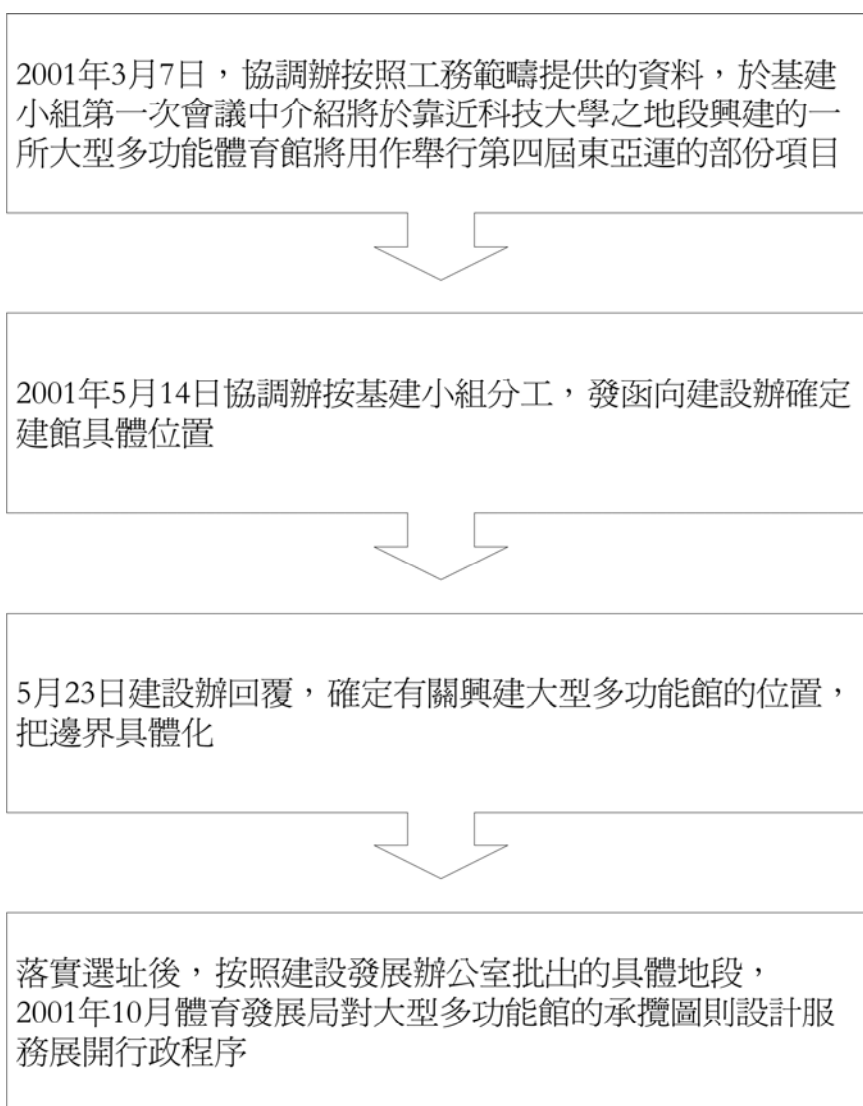 2001年3月7日，協調辦按照工務範疇提供的資料，於基建
小組第一次會議中介紹將於靠近科技大學之地段興建的一
所大型多功能體育館將用作舉行第四屆東亞運的部份項目
2001年5月14日協調辦按基建小組分工，發函向建設辦確定
建館具體位置
5月23日建設辦回覆，確定有關興建大型多功能館的位置，
把邊界具體化
落實選址後，按照建設發展辦公室批出的具體地段，
2001年10月體育發展局對大型多功能館的承攬圖則設計服
務展開行政程序